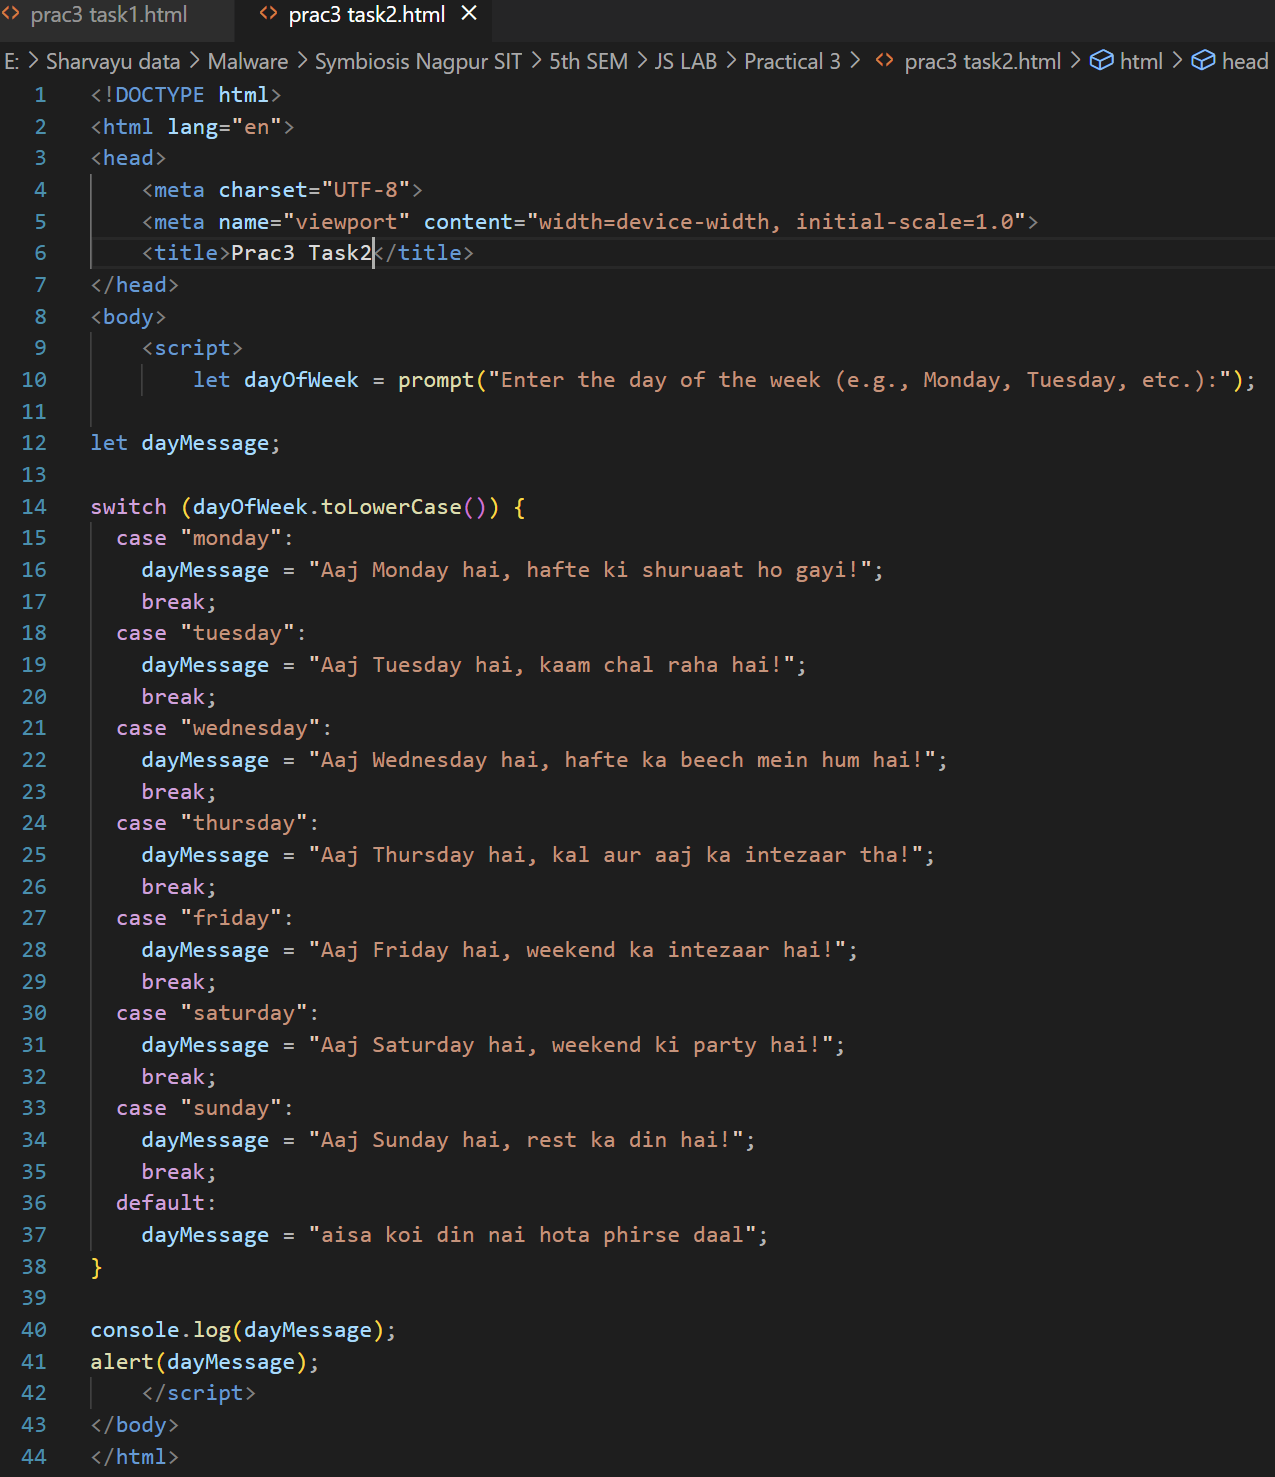 prac3 task1.html prac3 task2.html
E: > Sharvayu data > Malware > Symbiosis Nagpur SIT > 5th SEM > JS LAB > Practical 3 > prac3 task2.html > html > head
1 <!DOCTYPE html>
2 <html lang="en">
3 <head>
4     <meta charset="UTF-8">
5     <meta name="viewport" content="width=device-width, initial-scale=1.0">
6     <title>Prac3 Task2</title>
7 </head>
8 <body>
9     <script>
10         let dayOfWeek = prompt("Enter the day of the week (e.g., Monday, Tuesday, etc.):");
11
12 let dayMessage;
13
14 switch (dayOfWeek.toLowerCase()) {
15   case "monday":
16     dayMessage = "Aaj Monday hai, hafte ki shuruaat ho gayi!";
17     break;
18   case "tuesday":
19     dayMessage = "Aaj Tuesday hai, kaam chal raha hai!";
20     break;
21   case "wednesday":
22     dayMessage = "Aaj Wednesday hai, hafte ka beech mein hum hai!";
23     break;
24   case "thursday":
25     dayMessage = "Aaj Thursday hai, kal aur aaj ka intezaar tha!";
26     break;
27   case "friday":
28     dayMessage = "Aaj Friday hai, weekend ka intezaar hai!";
29     break;
30   case "saturday":
31     dayMessage = "Aaj Saturday hai, weekend ki party hai!";
32     break;
33   case "sunday":
34     dayMessage = "Aaj Sunday hai, rest ka din hai!";
35     break;
36   default:
37     dayMessage = "aisa koi din nai hota phirse daal";
38 }
39
40 console.log(dayMessage);
41 alert(dayMessage);
42     </script>
43 </body>
44 </html>